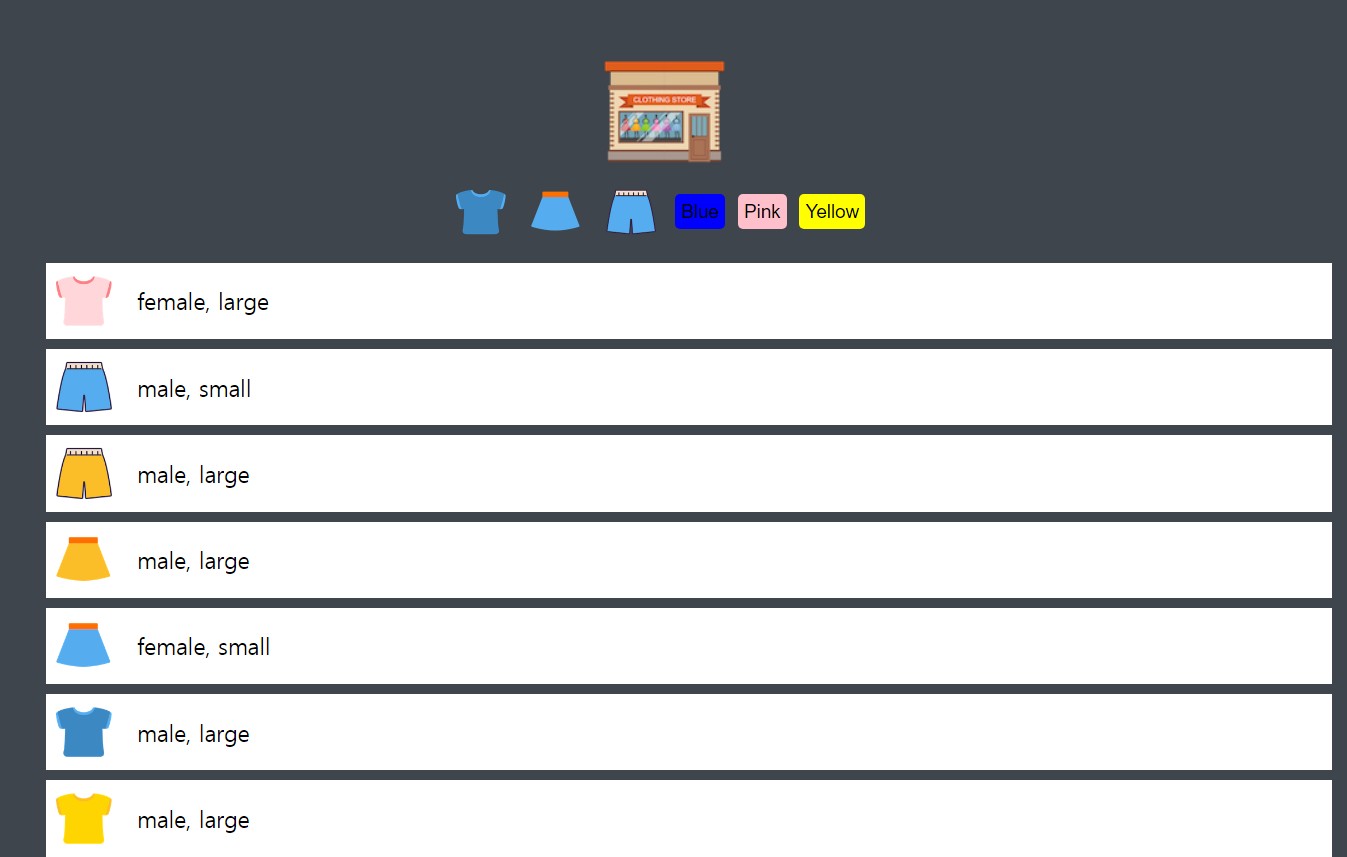 CLOTHING STORE
Blue Pink Yellow
female, large
male, small
male, large
male, large
female, small
male, large
male, large